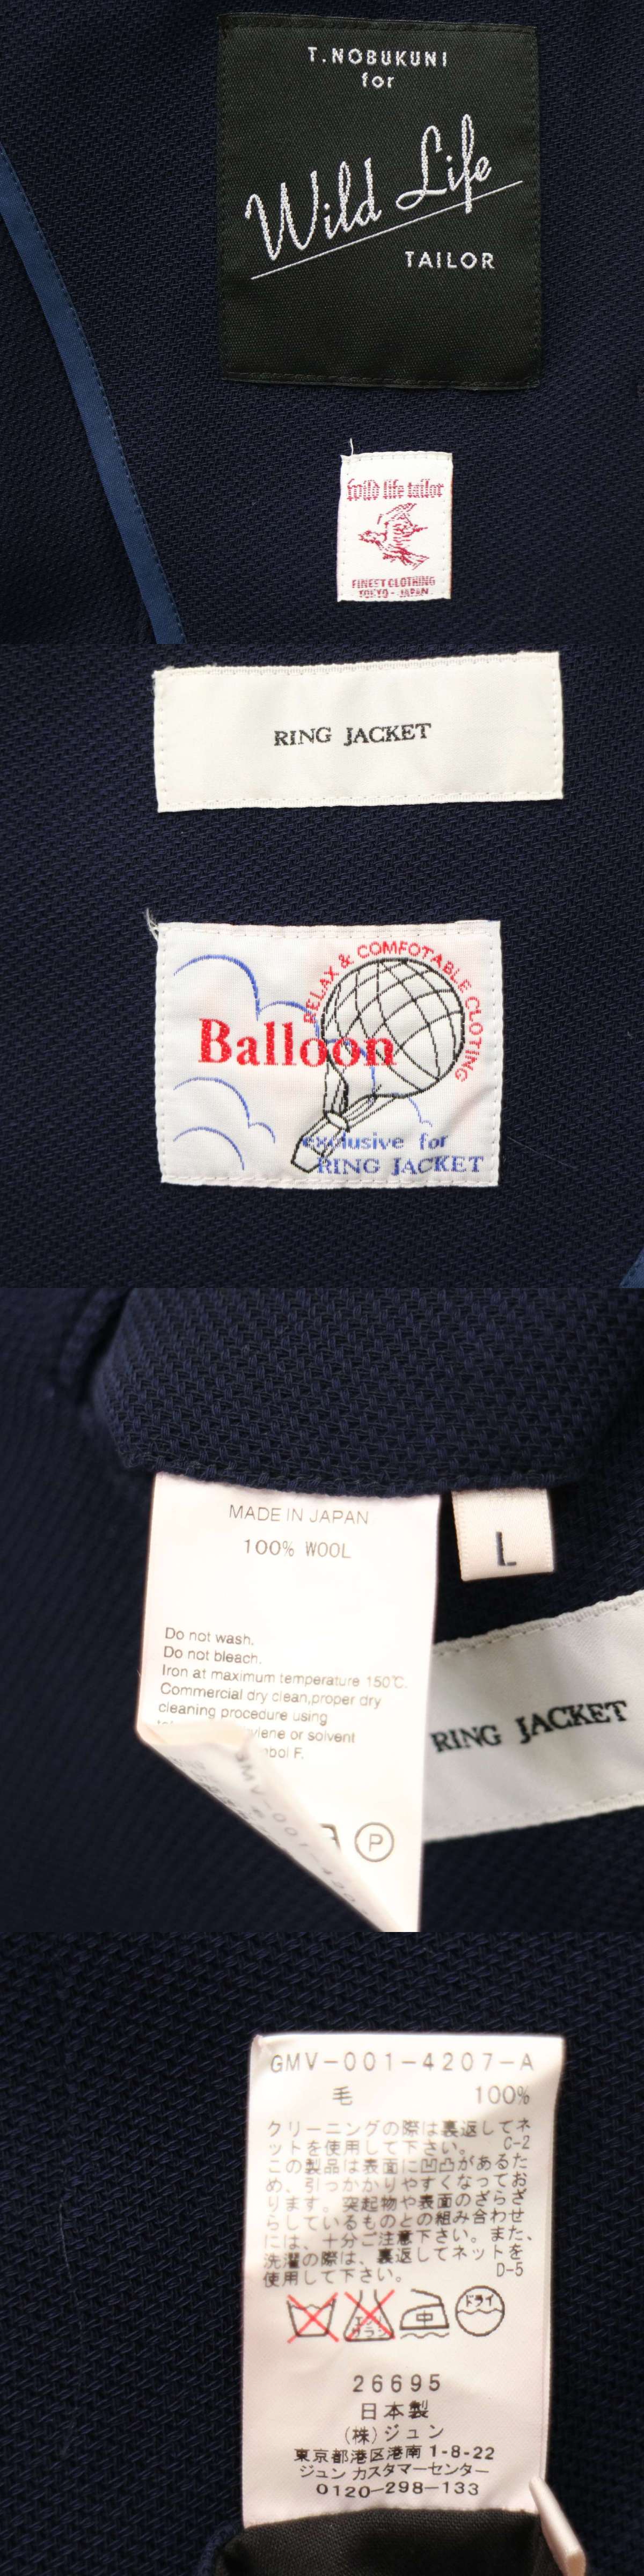 T.NOBUKUNI
for
Wild Life
TAILOR
wild life tailor
FINEST CLOTHING
TOKYO - JAPAN
RING JACKET
RELAX & COMFOTABLE CLOTING
Balloon
exclusive for
RING JACKET
MADE IN JAPAN
100% WOOL
L
Do not wash.
Do not bleach.
Iron at maximum temperature 150℃.
Commercial dry clean,proper dry
cleaning procedure using
or solvent
F.
RING JACKET
P
GMV-001-4207-A
毛 100%
クリーニングの際は裏返してネ
ットを使用して下さい。 C-2
この製品は表面に凹凸があるた
め、引っかかりやすくなってお
ります。突起物や表面のざらざ
らしているものとの組み合わせ
には、十分ご注意下さい。また、
洗濯の際は、裏返してネットを
使用して下さい。 D-5
エンソ
サラシ
中
ドライ
26695
日本製
(株)ジュン
東京都港区港南 1-8-22
ジュン カスタマーセンター
0120-298-133